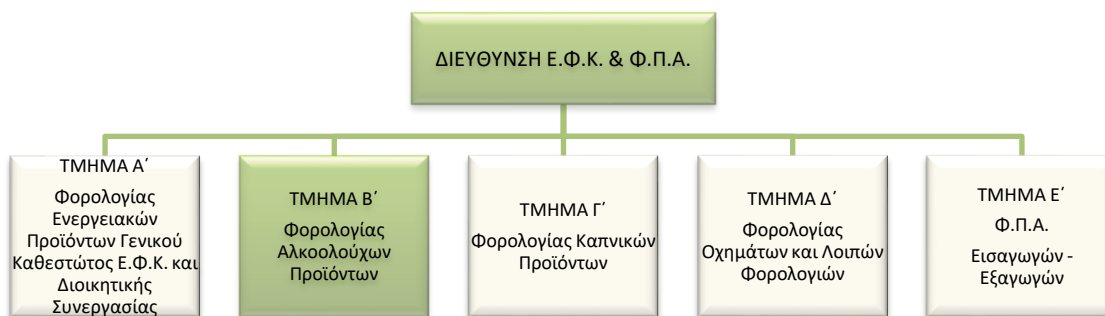 ΔΙΕΥΘΥΝΣΗ Ε.Φ.Κ. & Φ.Π.Α.
ΤΜΗΜΑ Α΄
Φορολογίας
Ενεργειακών
Προϊόντων Γενικού
Καθεστώτος Ε.Φ.Κ. και
Διοικητικής
Συνεργασίας
ΤΜΗΜΑ Β΄
Φορολογίας
Αλκοολούχων
Προϊόντων
ΤΜΗΜΑ Γ΄
Φορολογίας Καπνικών
Προϊόντων
ΤΜΗΜΑ Δ΄
Φορολογίας
Οχημάτων και Λοιπών
Φορολογιών
ΤΜΗΜΑ Ε΄
Φ.Π.Α.
Εισαγωγών -
Εξαγωγών